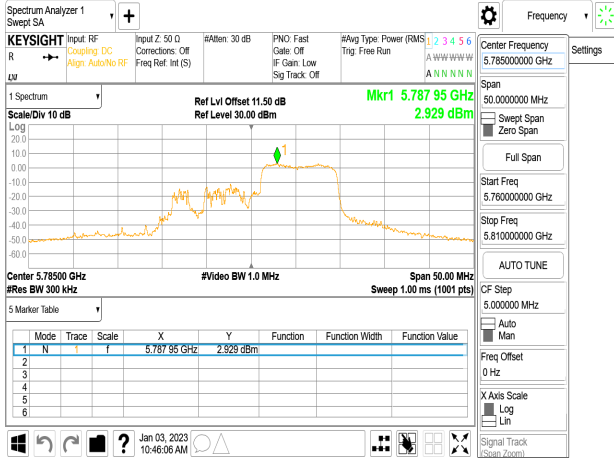 Spectrum Analyzer 1
Swept SA
+
Frequency
KEYSIGHT
R
Input: RF
Coupling: DC
Align: Auto/No RF
Input Z: 50 Ω
Corrections: Off
Freq Ref: Int (S)
#Atten: 30 dB
PNO: Fast
Gate: Off
IF Gain: Low
Sig Track: Off
#Avg Type: Power (RMS
Trig: Free Run
1 2 3 4 5 6
A W W W W W
A N N N N N
1 Spectrum
Scale/Div 10 dB
Ref Lvl Offset 11.50 dB
Ref Level 30.00 dBm
Mkr1 5.787 95 GHz
2.929 dBm
Log
20.0
10.0
0.00
-10.0
-20.0
-30.0
-40.0
-50.0
-60.0
1
Center 5.78500 GHz
#Res BW 300 kHz
#Video BW 1.0 MHz
Span 50.00 MHz
Sweep 1.00 ms (1001 pts)
5 Marker Table
Mode Trace Scale X Y Function Function Width Function Value
1 N 1 f 5.787 95 GHz 2.929 dBm
2
3
4
5
6
Jan 03, 2023
10:46:06 AM
?
Center Frequency
5.785000000 GHz
Settings
Span
50.0000000 MHz
Swept Span
Zero Span
Full Span
Start Freq
5.760000000 GHz
Stop Freq
5.810000000 GHz
AUTO TUNE
CF Step
5.000000 MHz
Auto
Man
Freq Offset
0 Hz
X Axis Scale
Log
Lin
Signal Track
(Span Zoom)